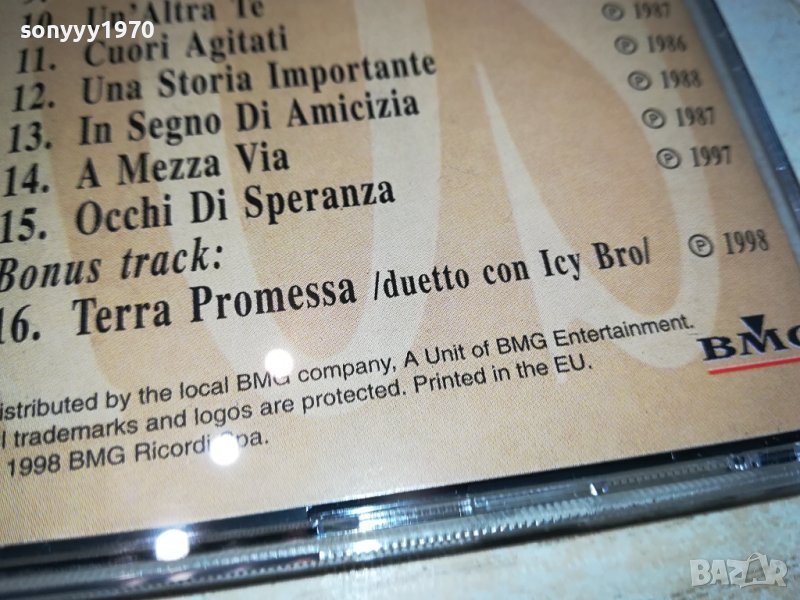 sonyyy1970
10. Un'Altra Te ℗ 1987
11. Cuori Agitati ℗ 1986
12. Una Storia Importante ℗ 1988
13. In Segno Di Amicizia ℗ 1987
14. A Mezza Via ℗ 1997
15. Occhi Di Speranza
Bonus track:
16. Terra Promessa /duetto con Icy Bro/ ℗ 1998
istributed by the local BMG company, A Unit of BMG Entertainment.
l trademarks and logos are protected. Printed in the EU.
1998 BMG Ricordi Spa.
BMG
BAZAR